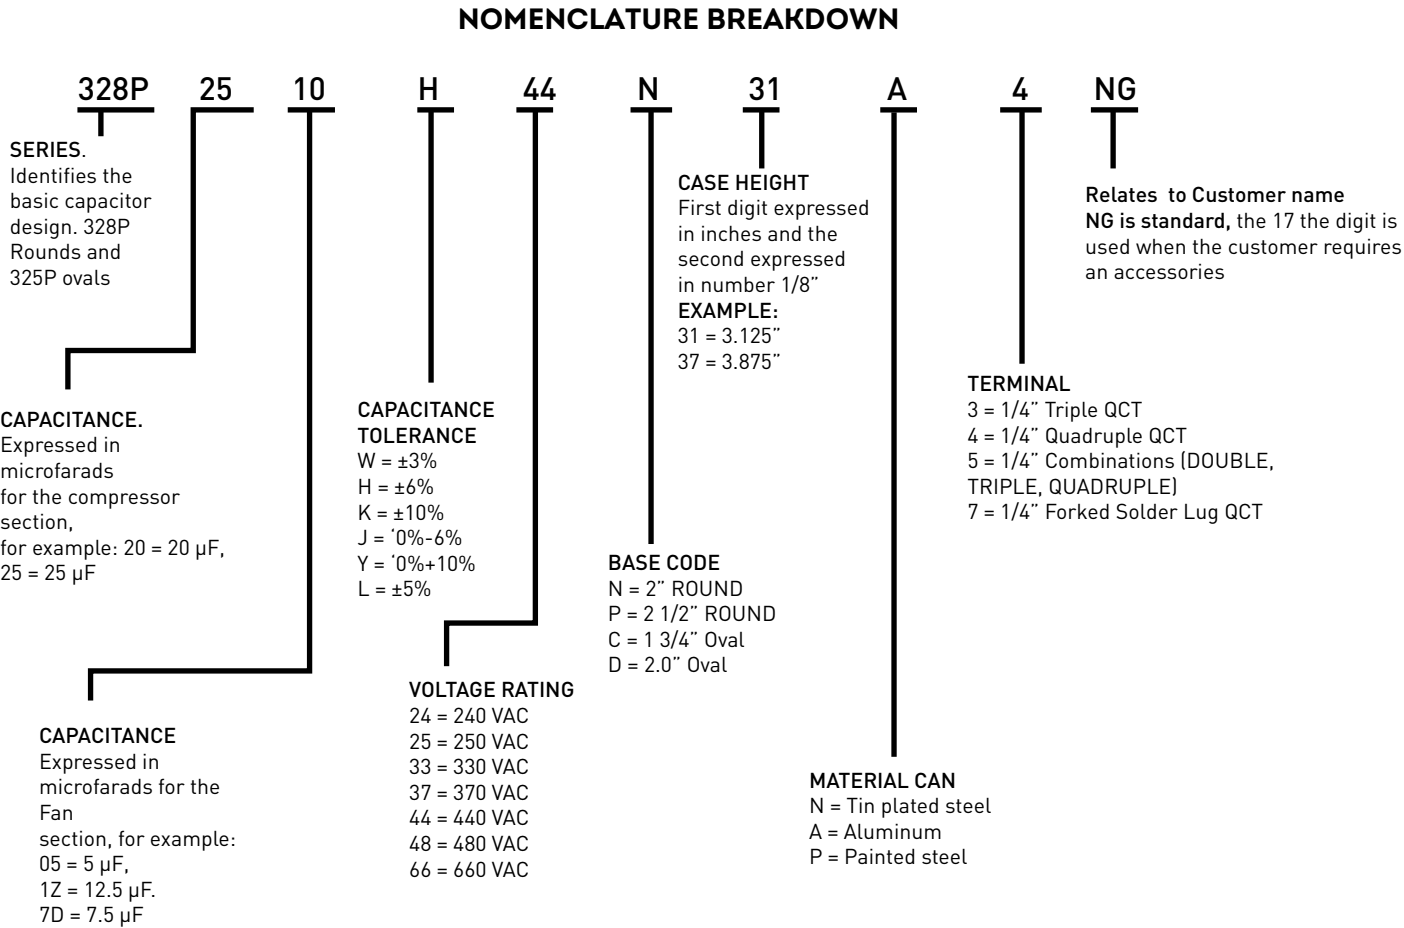 NOMENCLATURE BREAKDOWN
328P 25 10 H 44 N 31 A 4 NG
SERIES.
Identifies the
basic capacitor
design. 328P
Rounds and
325P ovals
CAPACITANCE.
Expressed in
microfarads
for the compressor
section,
for example: 20 = 20 µF,
25 = 25 µF
CAPACITANCE
Expressed in
microfarads for the
Fan
section, for example:
05 = 5 µF,
1Z = 12.5 µF.
7D = 7.5 µF
CAPACITANCE
TOLERANCE
W = ±3%
H = ±6%
K = ±10%
J = ‘0%-6%
Y = ‘0%+10%
L = ±5%
VOLTAGE RATING
24 = 240 VAC
25 = 250 VAC
33 = 330 VAC
37 = 370 VAC
44 = 440 VAC
48 = 480 VAC
66 = 660 VAC
BASE CODE
N = 2” ROUND
P = 2 1/2” ROUND
C = 1 3/4” Oval
D = 2.0” Oval
CASE HEIGHT
First digit expressed
in inches and the
second expressed
in number 1/8”
EXAMPLE:
31 = 3.125”
37 = 3.875”
MATERIAL CAN
N = Tin plated steel
A = Aluminum
P = Painted steel
TERMINAL
3 = 1/4” Triple QCT
4 = 1/4” Quadruple QCT
5 = 1/4” Combinations (DOUBLE,
TRIPLE, QUADRUPLE)
7 = 1/4” Forked Solder Lug QCT
Relates to Customer name
NG is standard, the 17 the digit is
used when the customer requires
an accessories